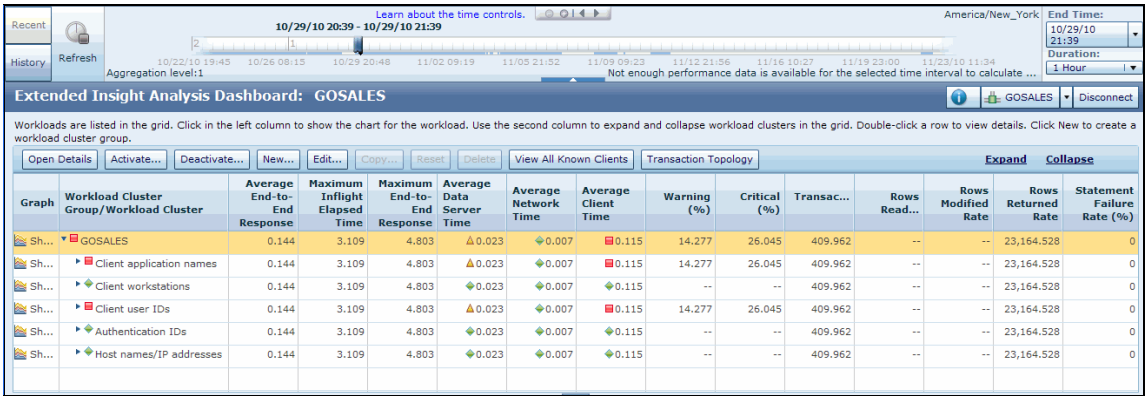 Recent
History
Refresh
Learn about the time controls.
10/29/10 20:39 - 10/29/10 21:39
America/New_York
2
1
10/22/10 19:45 10/26 08:15 10/29 20:48 11/02 09:19 11/05 21:52 11/09 09:23 11/12 21:56 11/16 10:27 11/19 23:00 11/23/10 11:34
Aggregation level:1
Not enough performance data is available for the selected time interval to calculate ...
End Time:
10/29/10
21:39
Duration:
1 Hour
Extended Insight Analysis Dashboard: GOSALES
GOSALES
Disconnect
Workloads are listed in the grid. Click in the left column to show the chart for the workload. Use the second column to expand and collapse workload clusters in the grid. Double-click a row to view details. Click New to create a
workload cluster group.
Open Details Activate... Deactivate... New... Edit... Copy... Reset Delete View All Known Clients Transaction Topology Expand Collapse
Graph
Workload Cluster
Group/Workload Cluster
Average
End-to-
End
Response
Maximum
Inflight
Elapsed
Time
Maximum
End-to-
End
Response
Average
Data
Server
Time
Average
Network
Time
Average
Client
Time
Warning
(%)
Critical
(%)
Transac...
Rows
Read...
Rows
Modified
Rate
Rows
Returned
Rate
Statement
Failure
Rate (%)
Sh... GOSALES 0.144 3.109 4.803 0.023 0.007 0.115 14.277 26.045 409.962 -- -- 23,164.528 0
Sh... Client application names 0.144 3.109 4.803 0.023 0.007 0.115 14.277 26.045 409.962 -- -- 23,164.528 0
Sh... Client workstations 0.144 3.109 4.803 0.023 0.007 0.115 -- -- 409.962 -- -- 23,164.528 0
Sh... Client user IDs 0.144 3.109 4.803 0.023 0.007 0.115 14.277 26.045 409.962 -- -- 23,164.528 0
Sh... Authentication IDs 0.144 3.109 4.803 0.023 0.007 0.115 -- -- 409.962 -- -- 23,164.528 0
Sh... Host names/IP addresses 0.144 3.109 4.803 0.023 0.007 0.115 -- -- 409.962 -- -- 23,164.528 0